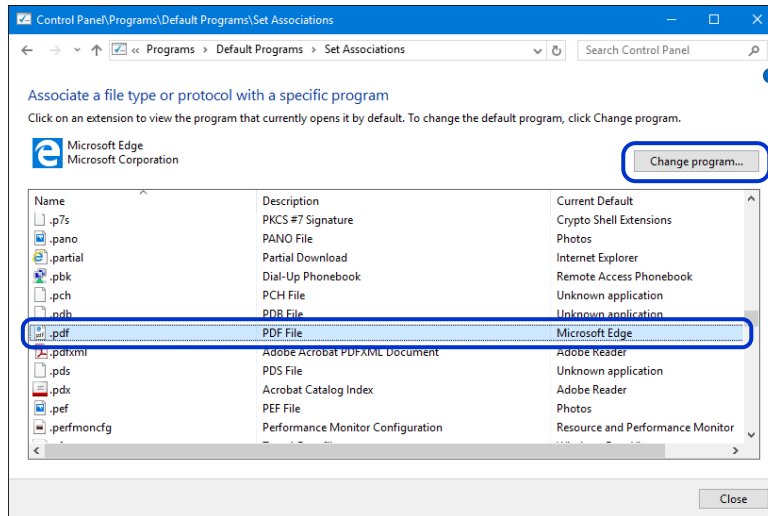 Control Panel\Programs\Default Programs\Set Associations
« Programs > Default Programs > Set Associations
Search Control Panel
Associate a file type or protocol with a specific program
Click on an extension to view the program that currently opens it by default. To change the default program, click Change program.
Microsoft Edge
Microsoft Corporation
Change program...
Name Description Current Default
.p7s PKCS #7 Signature Crypto Shell Extensions
.pano PANO File Photos
.partial Partial Download Internet Explorer
.pbk Dial-Up Phonebook Remote Access Phonebook
.pch PCH File Unknown application
.pdb PDB File Unknown application
.pdf PDF File Microsoft Edge
.pdfxml Adobe Acrobat PDFXML Document Adobe Reader
.pds PDS File Unknown application
.pdx Acrobat Catalog Index Adobe Reader
.pef PEF File Photos
.perfmoncfg Performance Monitor Configuration Resource and Performance Monitor
Close